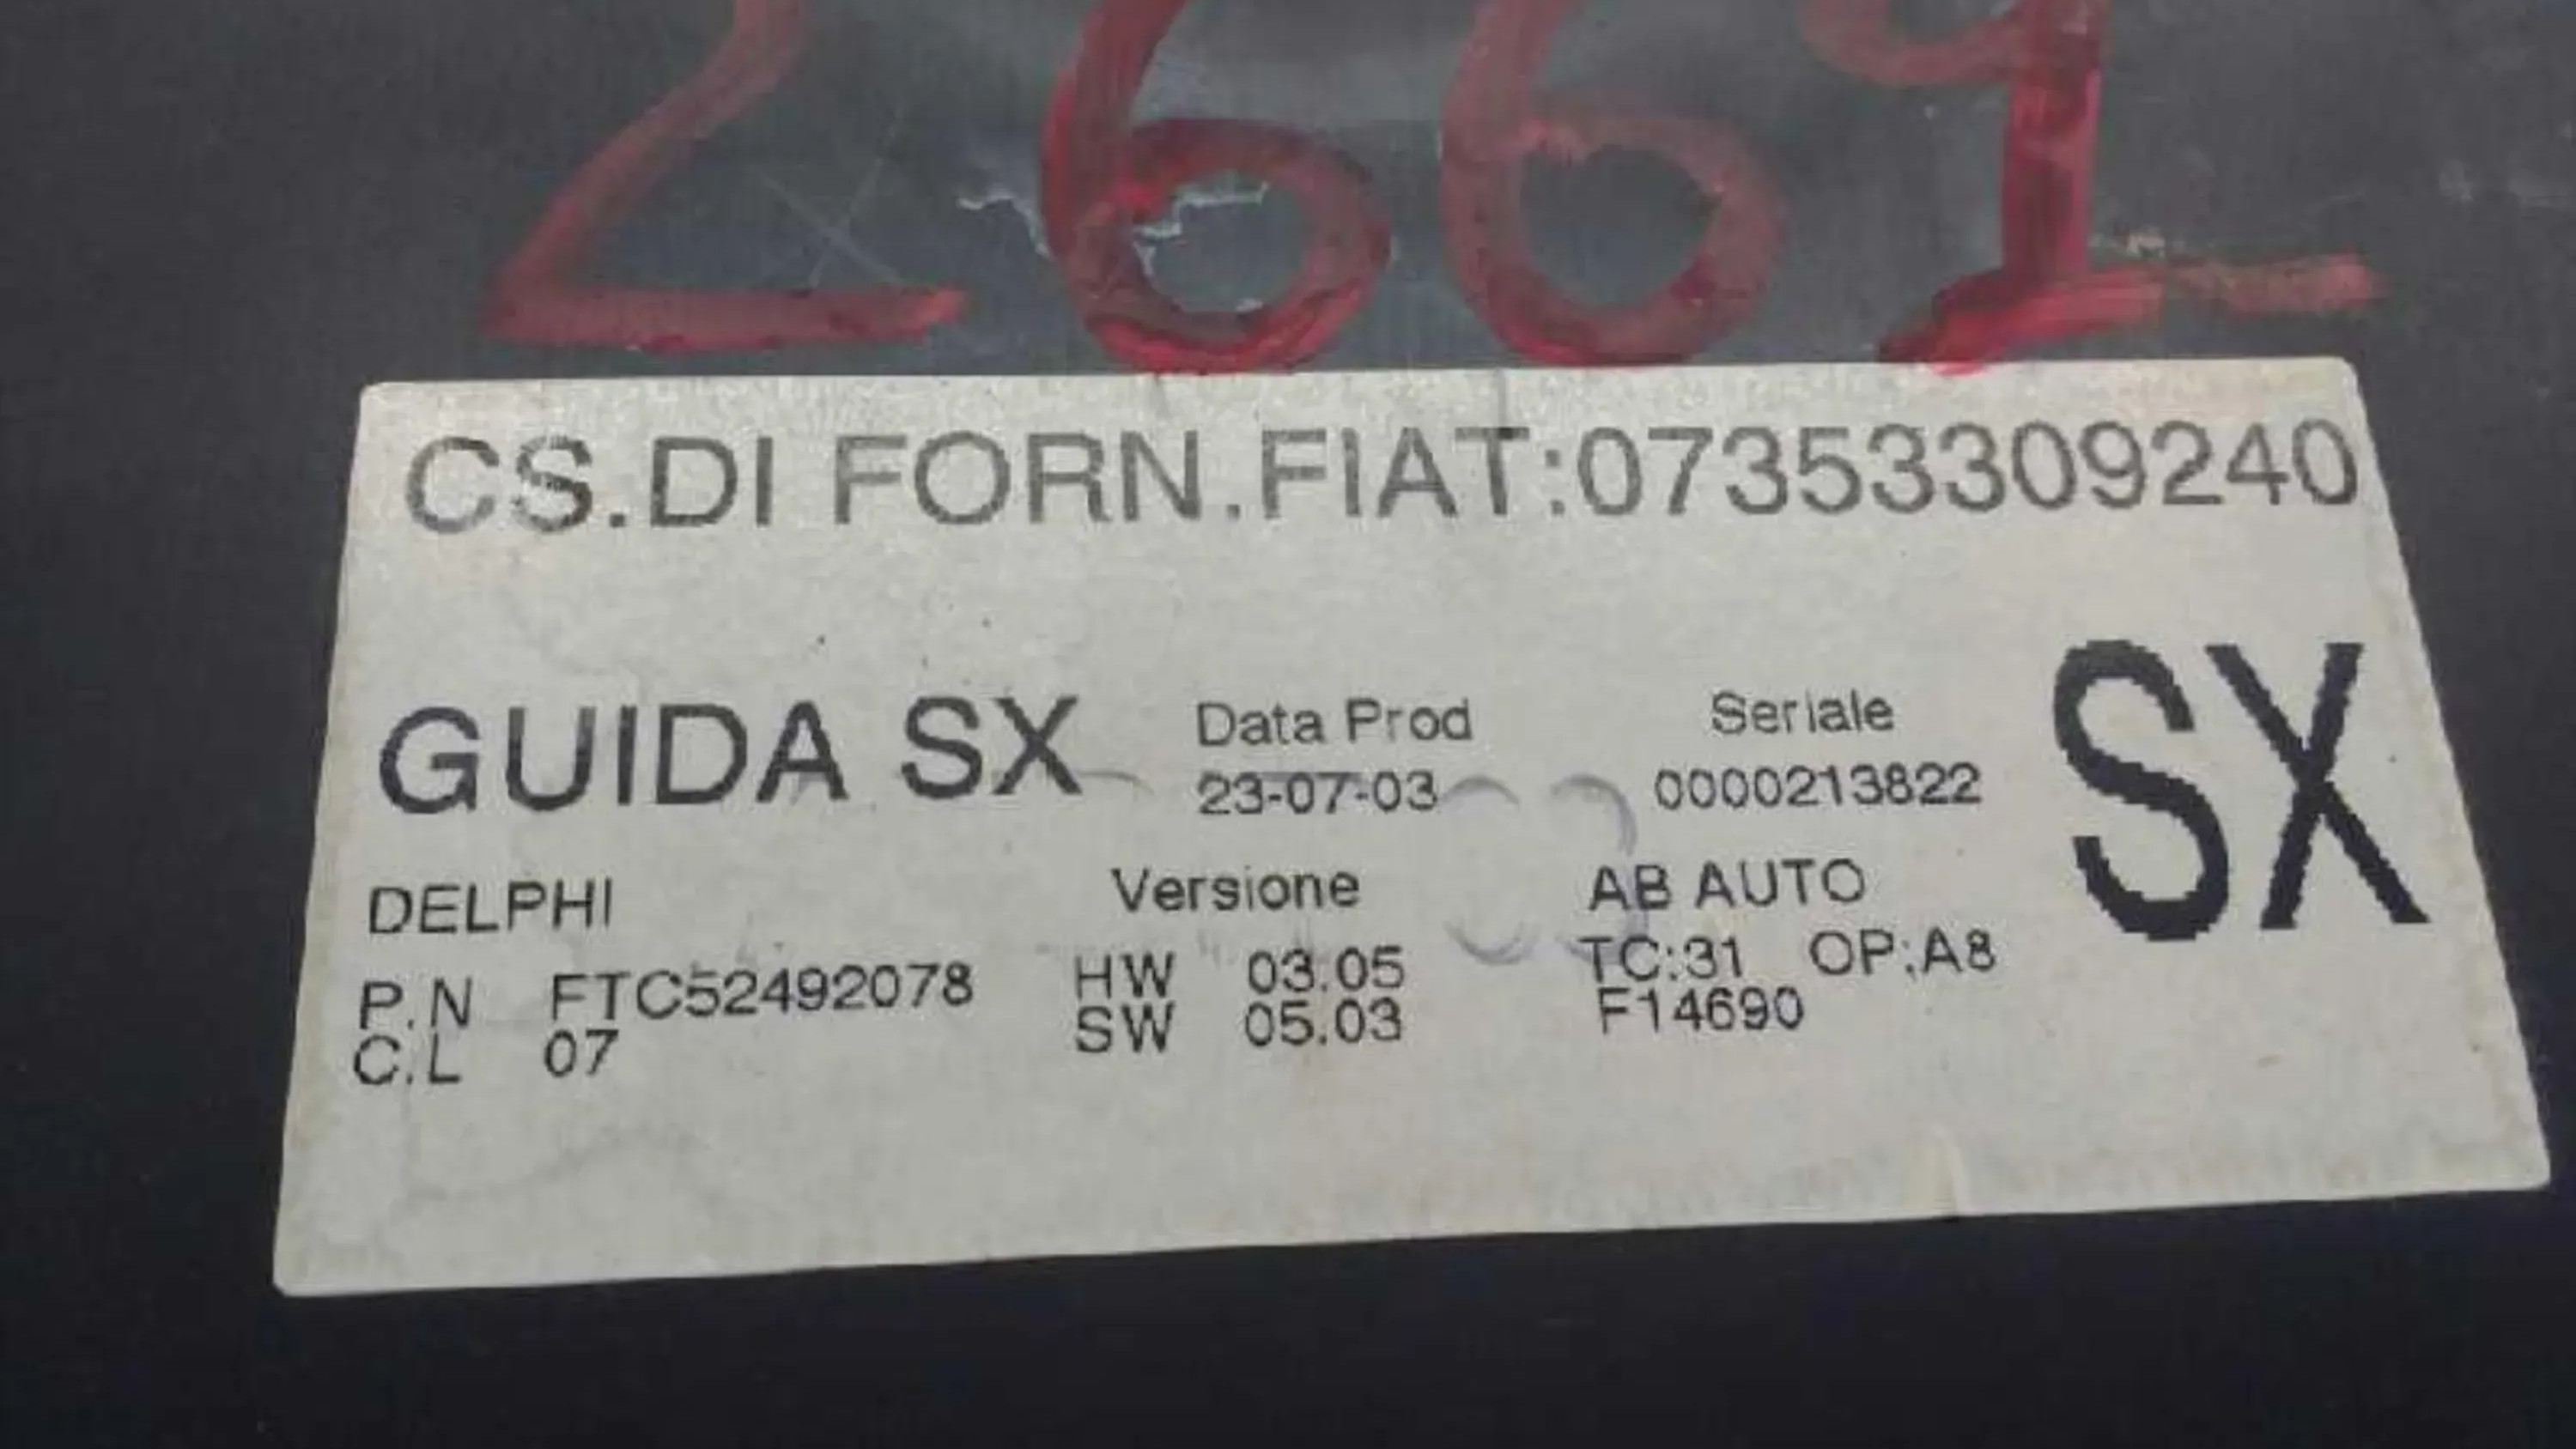 2669
CS.DI FORN.FIAT:07353309240
GUIDA SX
Data Prod
23-07-03
Seriale
0000213822
SX
DELPHI
P.N FTC52492078
C.L 07
Versione
HW 03.05
SW 05.03
AB AUTO
TC:31 OP:A8
F14690